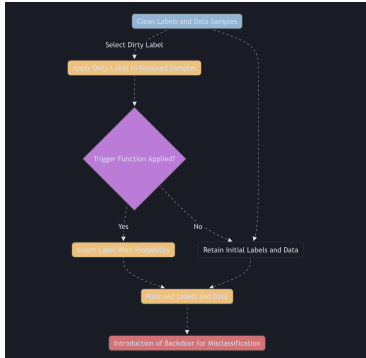 Clean Labels and Data Samples
Select Dirty Label
Apply Dirty Label to Poisoned Samples
Trigger Function Applied?
Yes
No
Invert Label With Probability
Retain Initial Labels and Data
Poisoned Labels and Data
Introduction of Backdoor for Misclassification